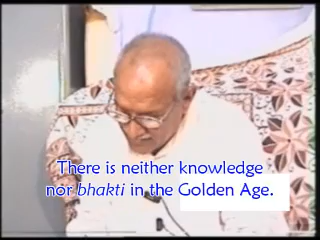 There is neither knowledge
nor bhakti in the Golden Age.